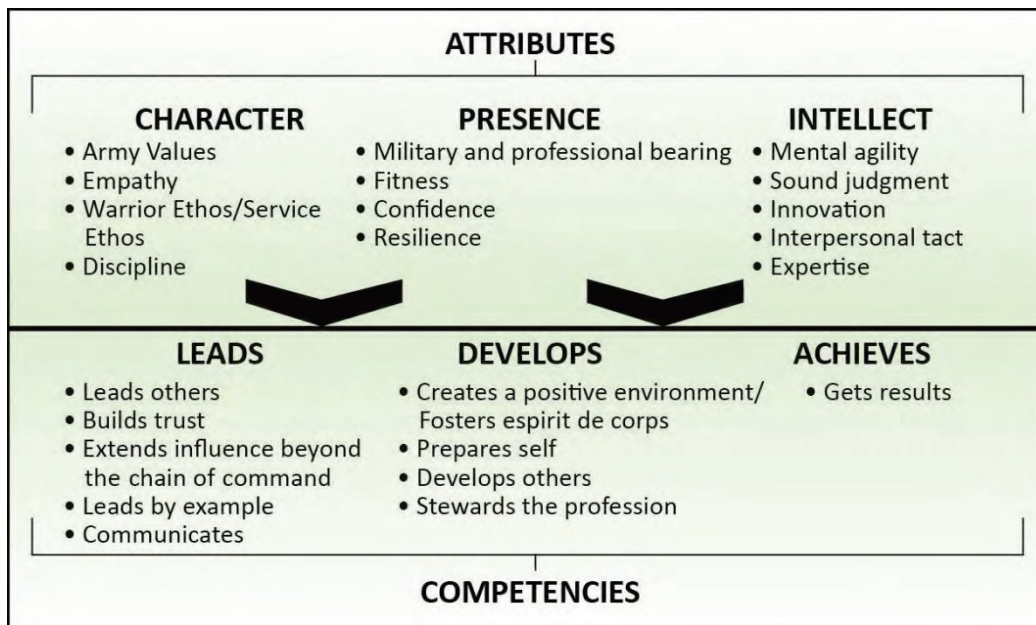 ATTRIBUTES
CHARACTER
• Army Values
• Empathy
• Warrior Ethos/Service
Ethos
• Discipline
PRESENCE
• Military and professional bearing
• Fitness
• Confidence
• Resilience
INTELLECT
• Mental agility
• Sound judgment
• Innovation
• Interpersonal tact
• Expertise
LEADS
• Leads others
• Builds trust
• Extends influence beyond
the chain of command
• Leads by example
• Communicates
DEVELOPS
• Creates a positive environment/
Fosters espirit de corps
• Prepares self
• Develops others
• Stewards the profession
ACHIEVES
• Gets results
COMPETENCIES